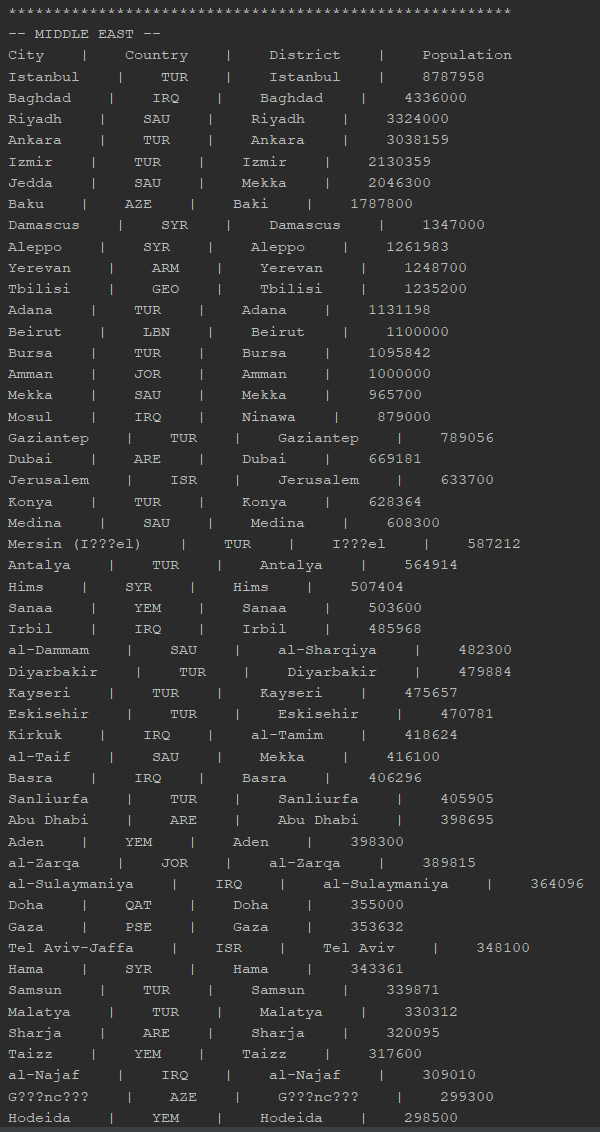 ********************************************************
-- MIDDLE EAST --
City | Country | District | Population
Istanbul | TUR | Istanbul | 8787958
Baghdad | IRQ | Baghdad | 4336000
Riyadh | SAU | Riyadh | 3324000
Ankara | TUR | Ankara | 3038159
Izmir | TUR | Izmir | 2130359
Jedda | SAU | Mekka | 2046300
Baku | AZE | Baki | 1787800
Damascus | SYR | Damascus | 1347000
Aleppo | SYR | Aleppo | 1261983
Yerevan | ARM | Yerevan | 1248700
Tbilisi | GEO | Tbilisi | 1235200
Adana | TUR | Adana | 1131198
Beirut | LBN | Beirut | 1100000
Bursa | TUR | Bursa | 1095842
Amman | JOR | Amman | 1000000
Mekka | SAU | Mekka | 965700
Mosul | IRQ | Ninawa | 879000
Gaziantep | TUR | Gaziantep | 789056
Dubai | ARE | Dubai | 669181
Jerusalem | ISR | Jerusalem | 633700
Konya | TUR | Konya | 628364
Medina | SAU | Medina | 608300
Mersin (I???el) | TUR | I???el | 587212
Antalya | TUR | Antalya | 564914
Hims | SYR | Hims | 507404
Sanaa | YEM | Sanaa | 503600
Irbil | IRQ | Irbil | 485968
al-Dammam | SAU | al-Sharqiya | 482300
Diyarbakir | TUR | Diyarbakir | 479884
Kayseri | TUR | Kayseri | 475657
Eskisehir | TUR | Eskisehir | 470781
Kirkuk | IRQ | al-Tamim | 418624
al-Taif | SAU | Mekka | 416100
Basra | IRQ | Basra | 406296
Sanliurfa | TUR | Sanliurfa | 405905
Abu Dhabi | ARE | Abu Dhabi | 398695
Aden | YEM | Aden | 398300
al-Zarqa | JOR | al-Zarqa | 389815
al-Sulaymaniya | IRQ | al-Sulaymaniya | 364096
Doha | QAT | Doha | 355000
Gaza | PSE | Gaza | 353632
Tel Aviv-Jaffa | ISR | Tel Aviv | 348100
Hama | SYR | Hama | 343361
Samsun | TUR | Samsun | 339871
Malatya | TUR | Malatya | 330312
Sharja | ARE | Sharja | 320095
Taizz | YEM | Taizz | 317600
al-Najaf | IRQ | al-Najaf | 309010
G???nc??? | AZE | G???nc??? | 299300
Hodeida | YEM | Hodeida | 298500